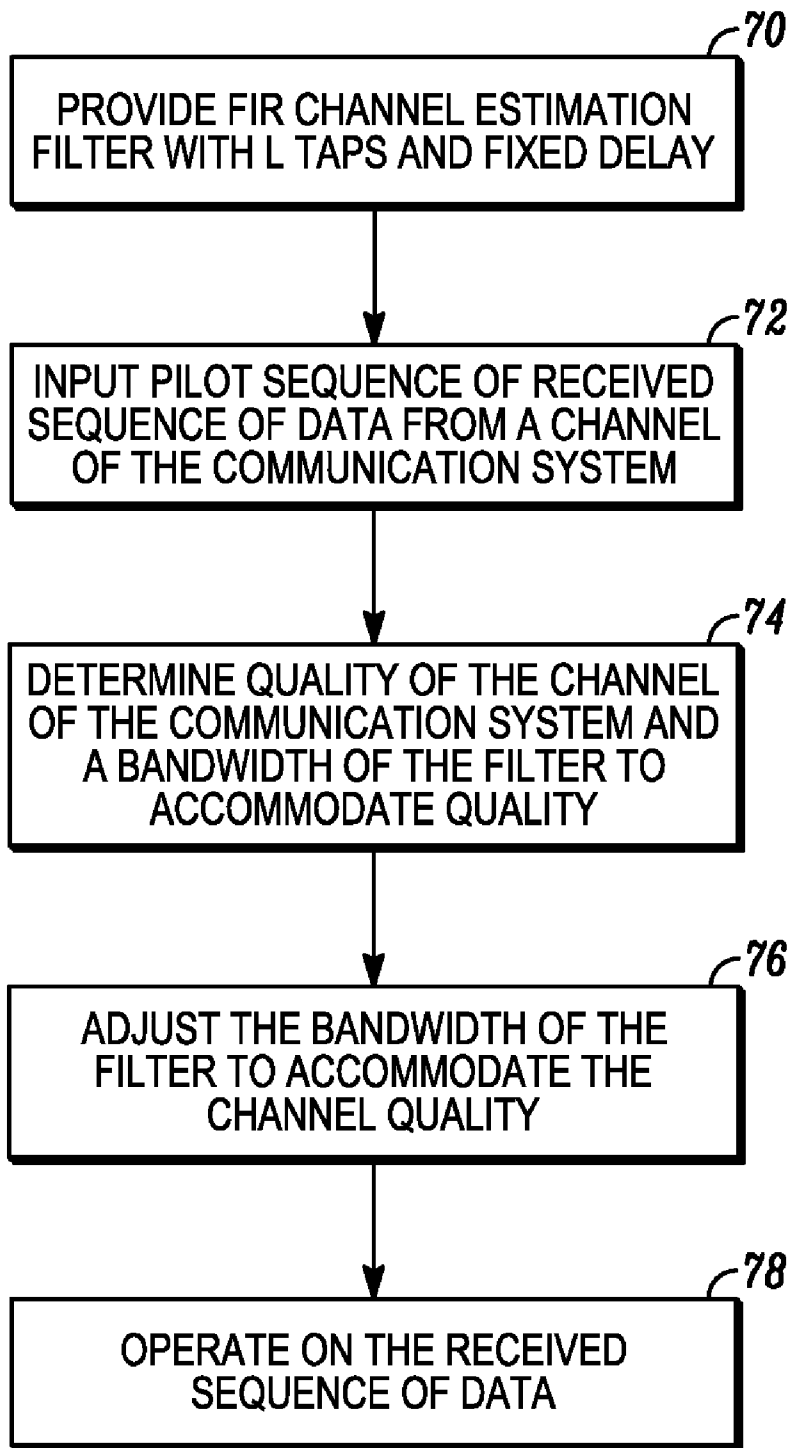 70
PROVIDE FIR CHANNEL ESTIMATION
FILTER WITH L TAPS AND FIXED DELAY
72
INPUT PILOT SEQUENCE OF RECEIVED
SEQUENCE OF DATA FROM A CHANNEL
OF THE COMMUNICATION SYSTEM
74
DETERMINE QUALITY OF THE CHANNEL
OF THE COMMUNICATION SYSTEM AND
A BANDWIDTH OF THE FILTER TO
ACCOMMODATE QUALITY
76
ADJUST THE BANDWIDTH OF THE
FILTER TO ACCOMMODATE THE
CHANNEL QUALITY
78
OPERATE ON THE RECEIVED
SEQUENCE OF DATA